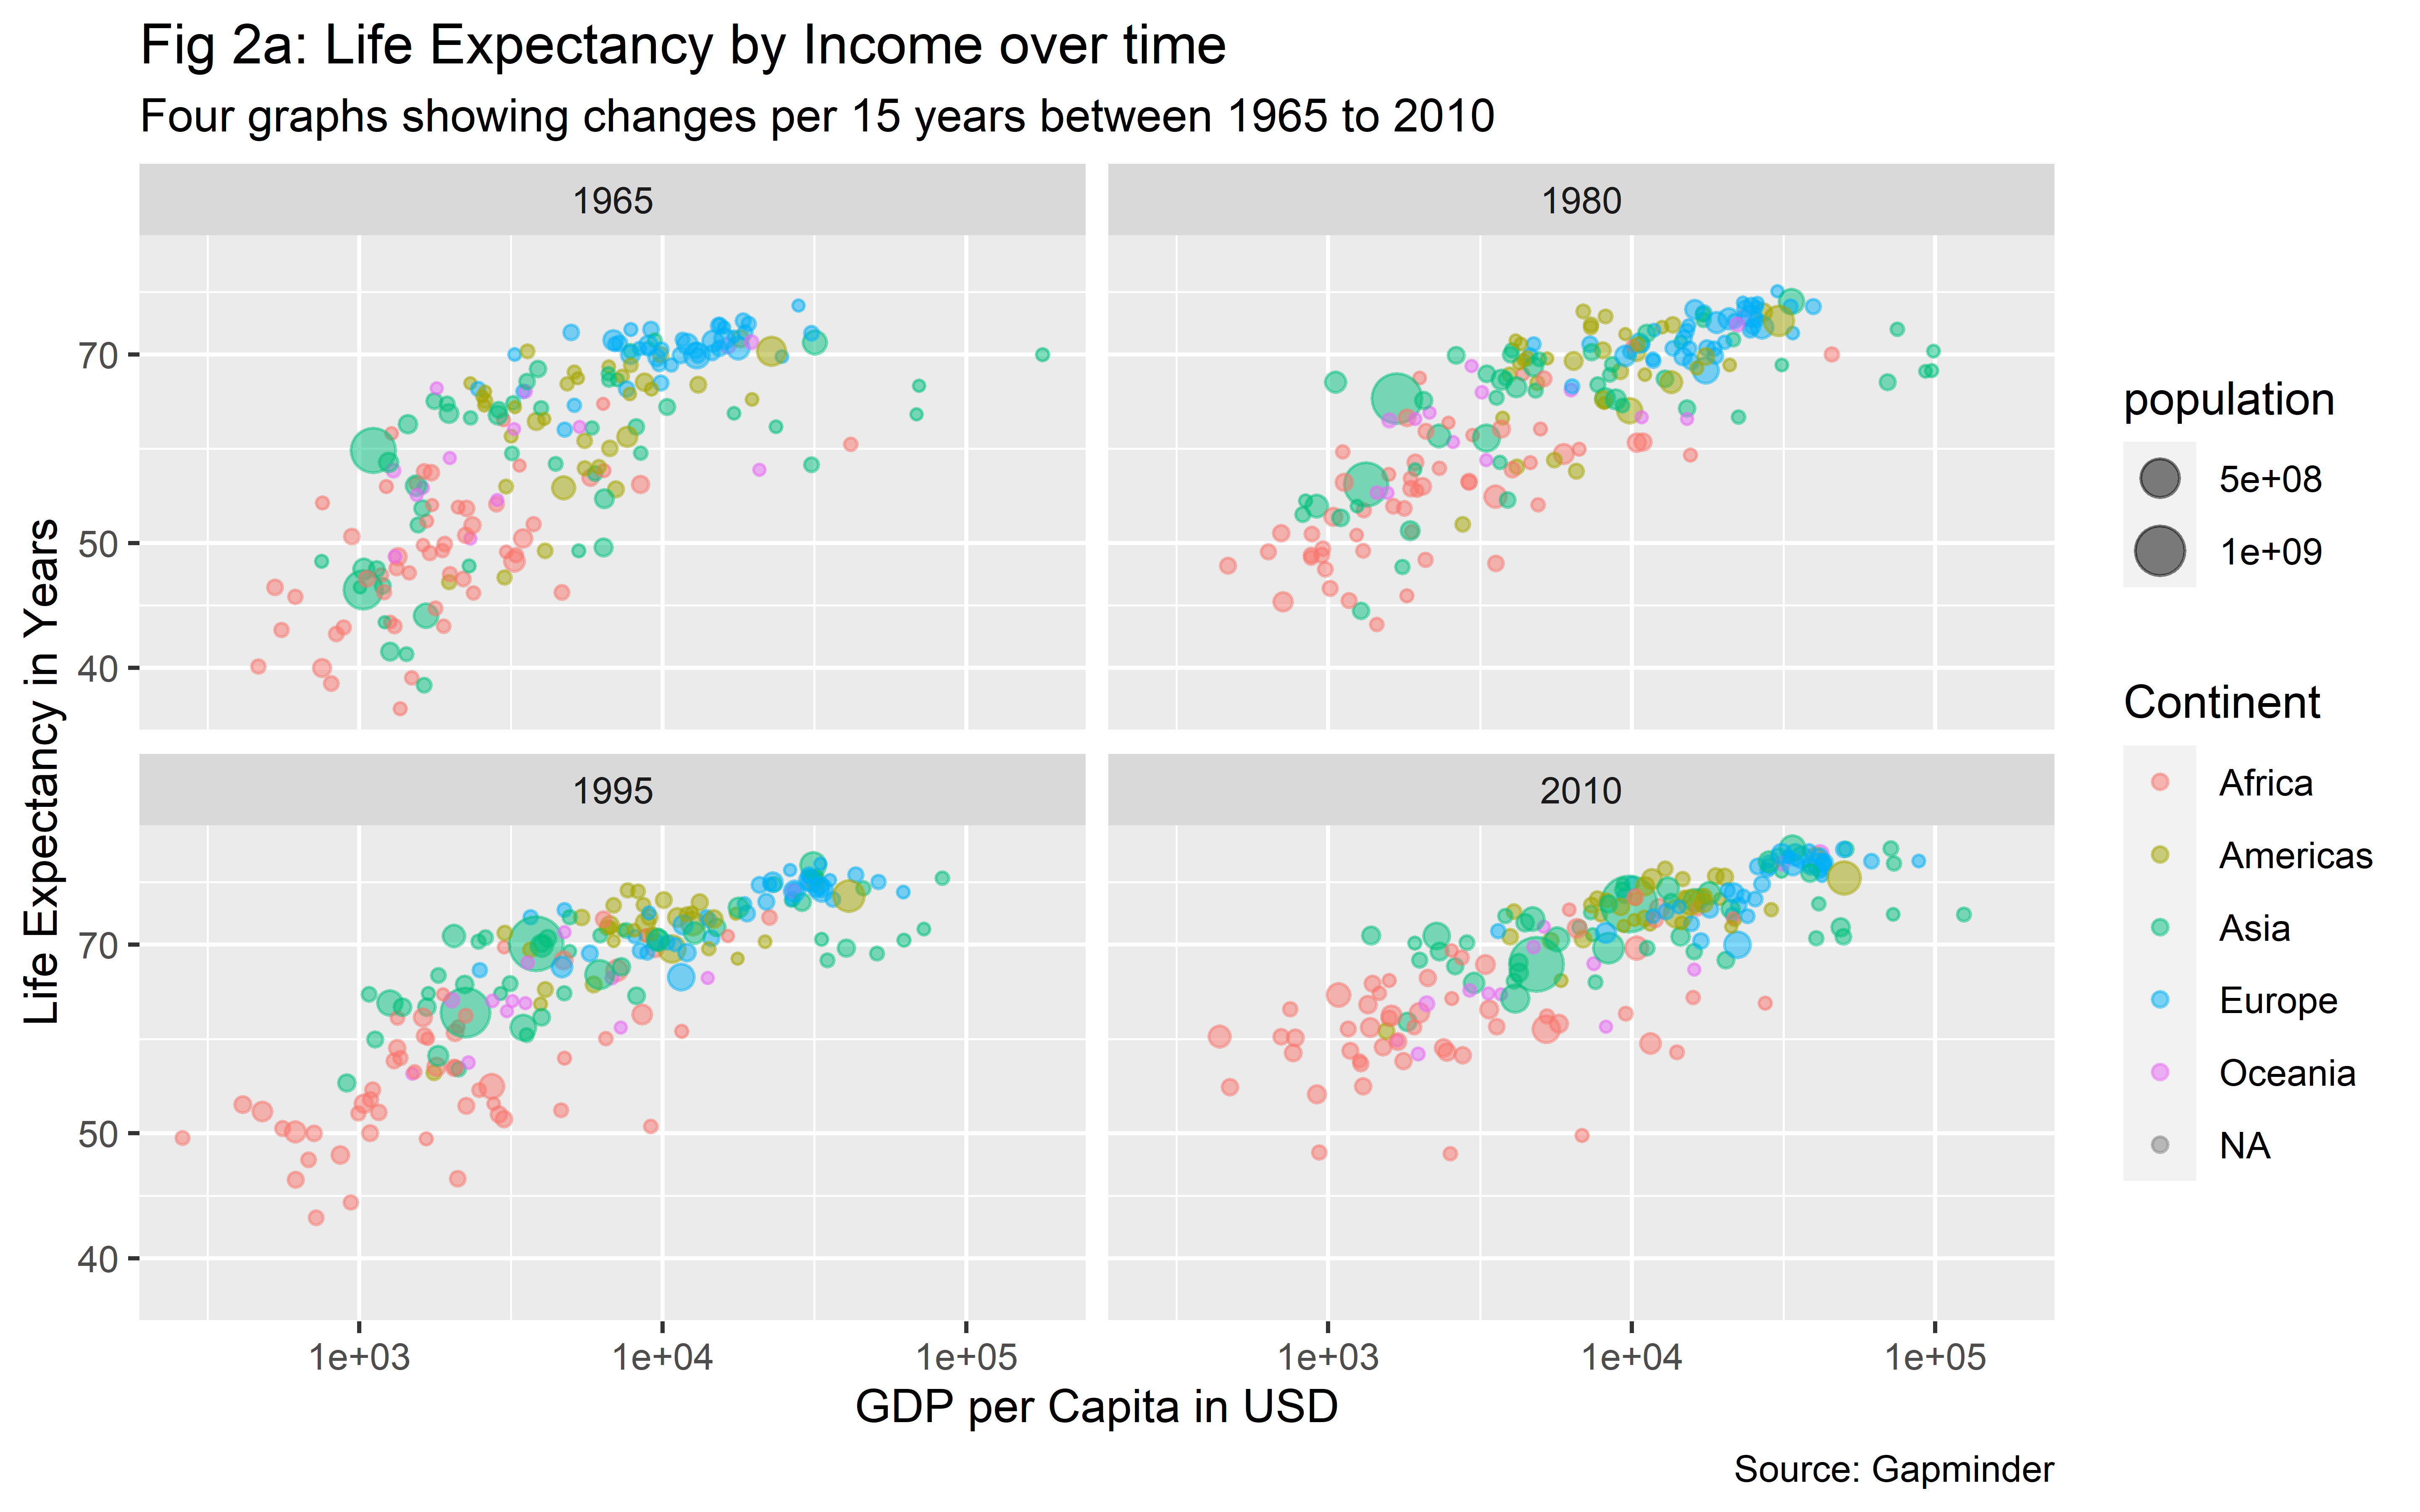 Fig 2a: Life Expectancy by Income over time
Four graphs showing changes per 15 years between 1965 to 2010
1965
1980
70
50
40
1995
2010
70
50
40
1e+03
1e+04
1e+05
1e+03
1e+04
1e+05
Life Expectancy in Years
GDP per Capita in USD
population
5e+08
1e+09
Continent
Africa
Americas
Asia
Europe
Oceania
NA
Source: Gapminder